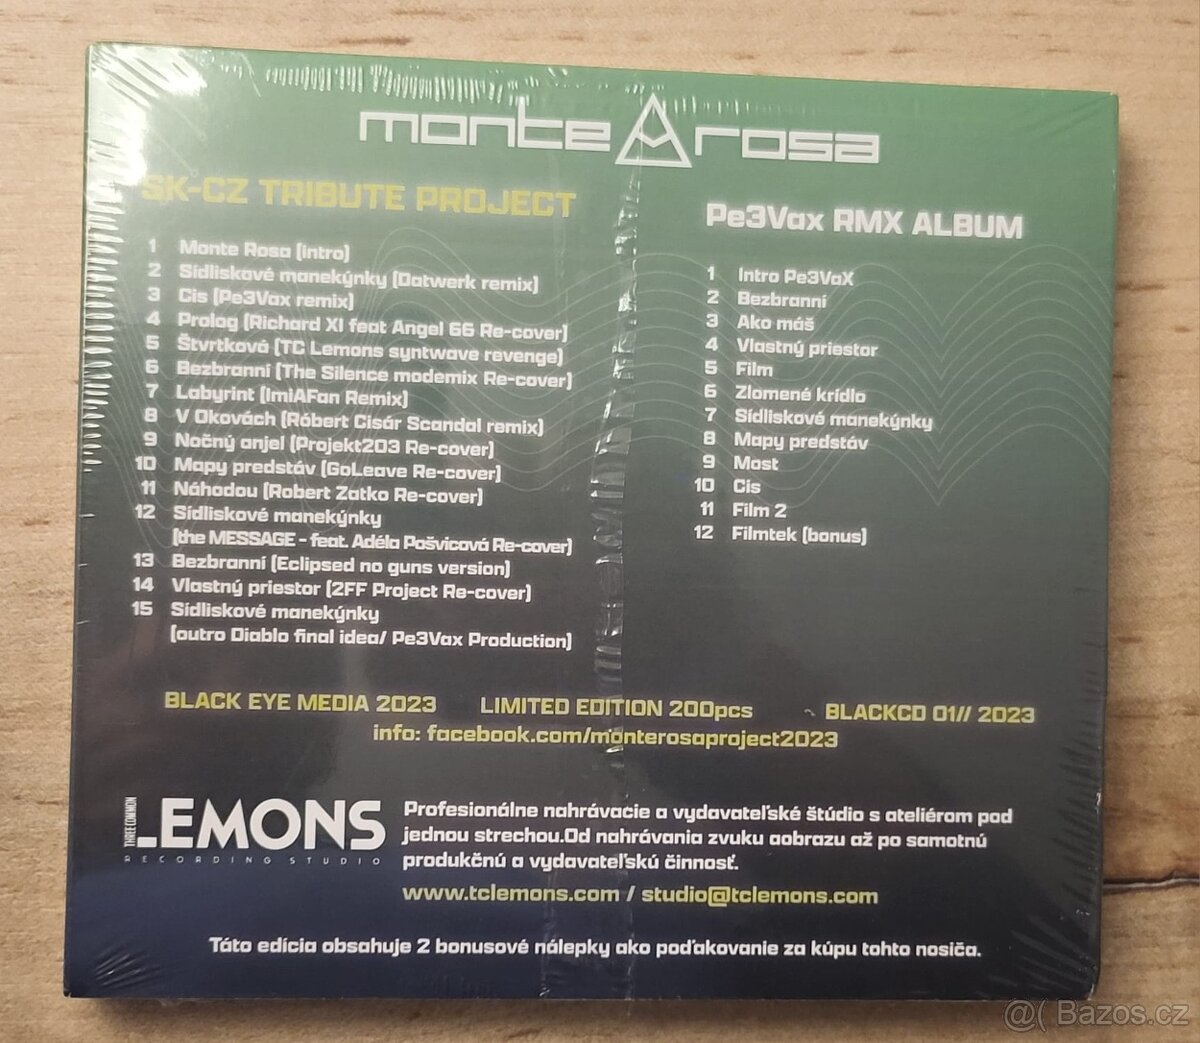 monte rosa
SK-CZ TRIBUTE PROJECT
1 Monte Rosa (intro)
2 Sídliskové manekýnky (Datwerk remix)
3 Cis (Pe3Vax remix)
4 Prolog (Richard XI feat Angel 66 Re-cover)
5 Štvrtková (TC Lemons syntwave revenge)
6 Bezbranní (The Silence modemix Re-cover)
7 Labyrint (ImiAFan Remix)
8 V Okovách (Róbert Cisár Scandal remix)
9 Nočný anjel (Projekt203 Re-cover)
10 Mapy predstáv (GoLeave Re-cover)
11 Náhodou (Robert Zatko Re-cover)
12 Sídliskové manekýnky
(the MESSAGE - feat. Adéla Pošvicová Re-cover)
13 Bezbranní (Eclipsed no guns version)
14 Vlastný priestor (2FF Project Re-cover)
15 Sídliskové manekýnky
(outro Diablo final idea/ Pe3Vax Production)
Pe3Vax RMX ALBUM
1 Intro Pe3VaX
2 Bezbranní
3 Ako máš
4 Vlastný priestor
5 Film
6 Zlomené krídlo
7 Sídliskové manekýnky
8 Mapy predstáv
9 Most
10 Cis
11 Film 2
12 Filmtek (bonus)
BLACK EYE MEDIA 2023 LIMITED EDITION 200pcs BLACKCD 01// 2023
info: facebook.com/monterosaproject2023
THREE COMMON
LEMONS
RECORDING STUDIO
Profesionálne nahrávacie a vydavateľské štúdio s ateliérom pod
jednou strechou.Od nahrávania zvuku aobrazu až po samotnú
produkčnú a vydavateľskú činnosť.
www.tclemons.com / studio@tclemons.com
Táto edícia obsahuje 2 bonusové nálepky ako poďakovanie za kúpu tohto nosiča.
@( Bazos.cz